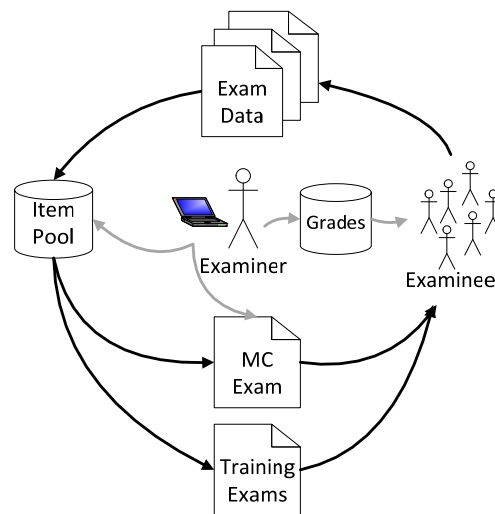 Exam
Data
Item
Pool
Examiner
Grades
Examinee
MC
Exam
Training
Exams